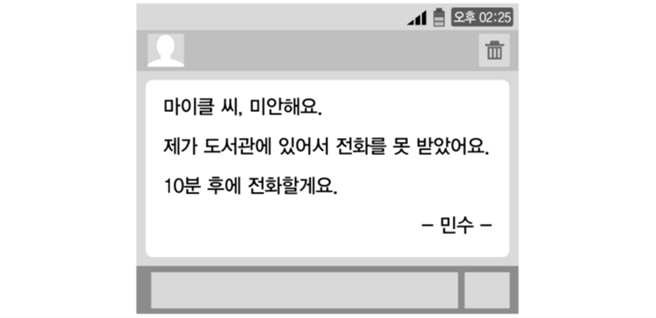 오후 02:25
마이클 씨, 미안해요.
제가 도서관에 있어서 전화를 못 받았어요.
10분 후에 전화할게요.
– 민수 –